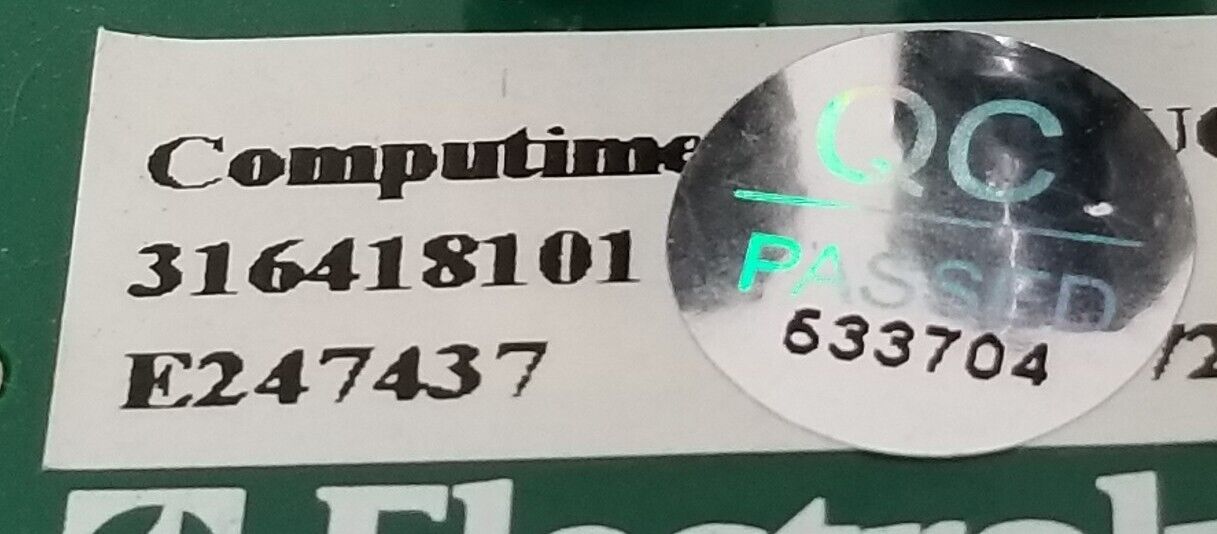 Computime
316418101
E247437
QC
PASSED
633704